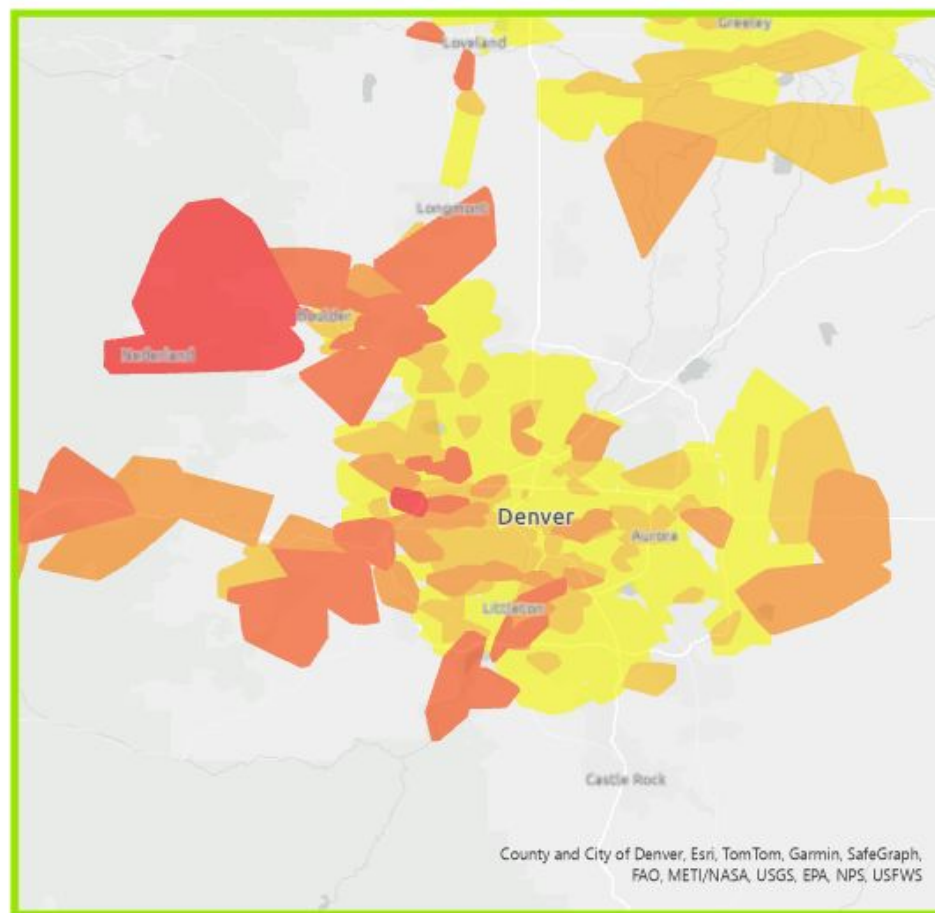 Greeley
Loveland
Longmont
Boulder
Nederland
Denver
Aurora
Littleton
Castle Rock
County and City of Denver, Esri, TomTom, Garmin, SafeGraph,
FAO, METI/NASA, USGS, EPA, NPS, USFWS